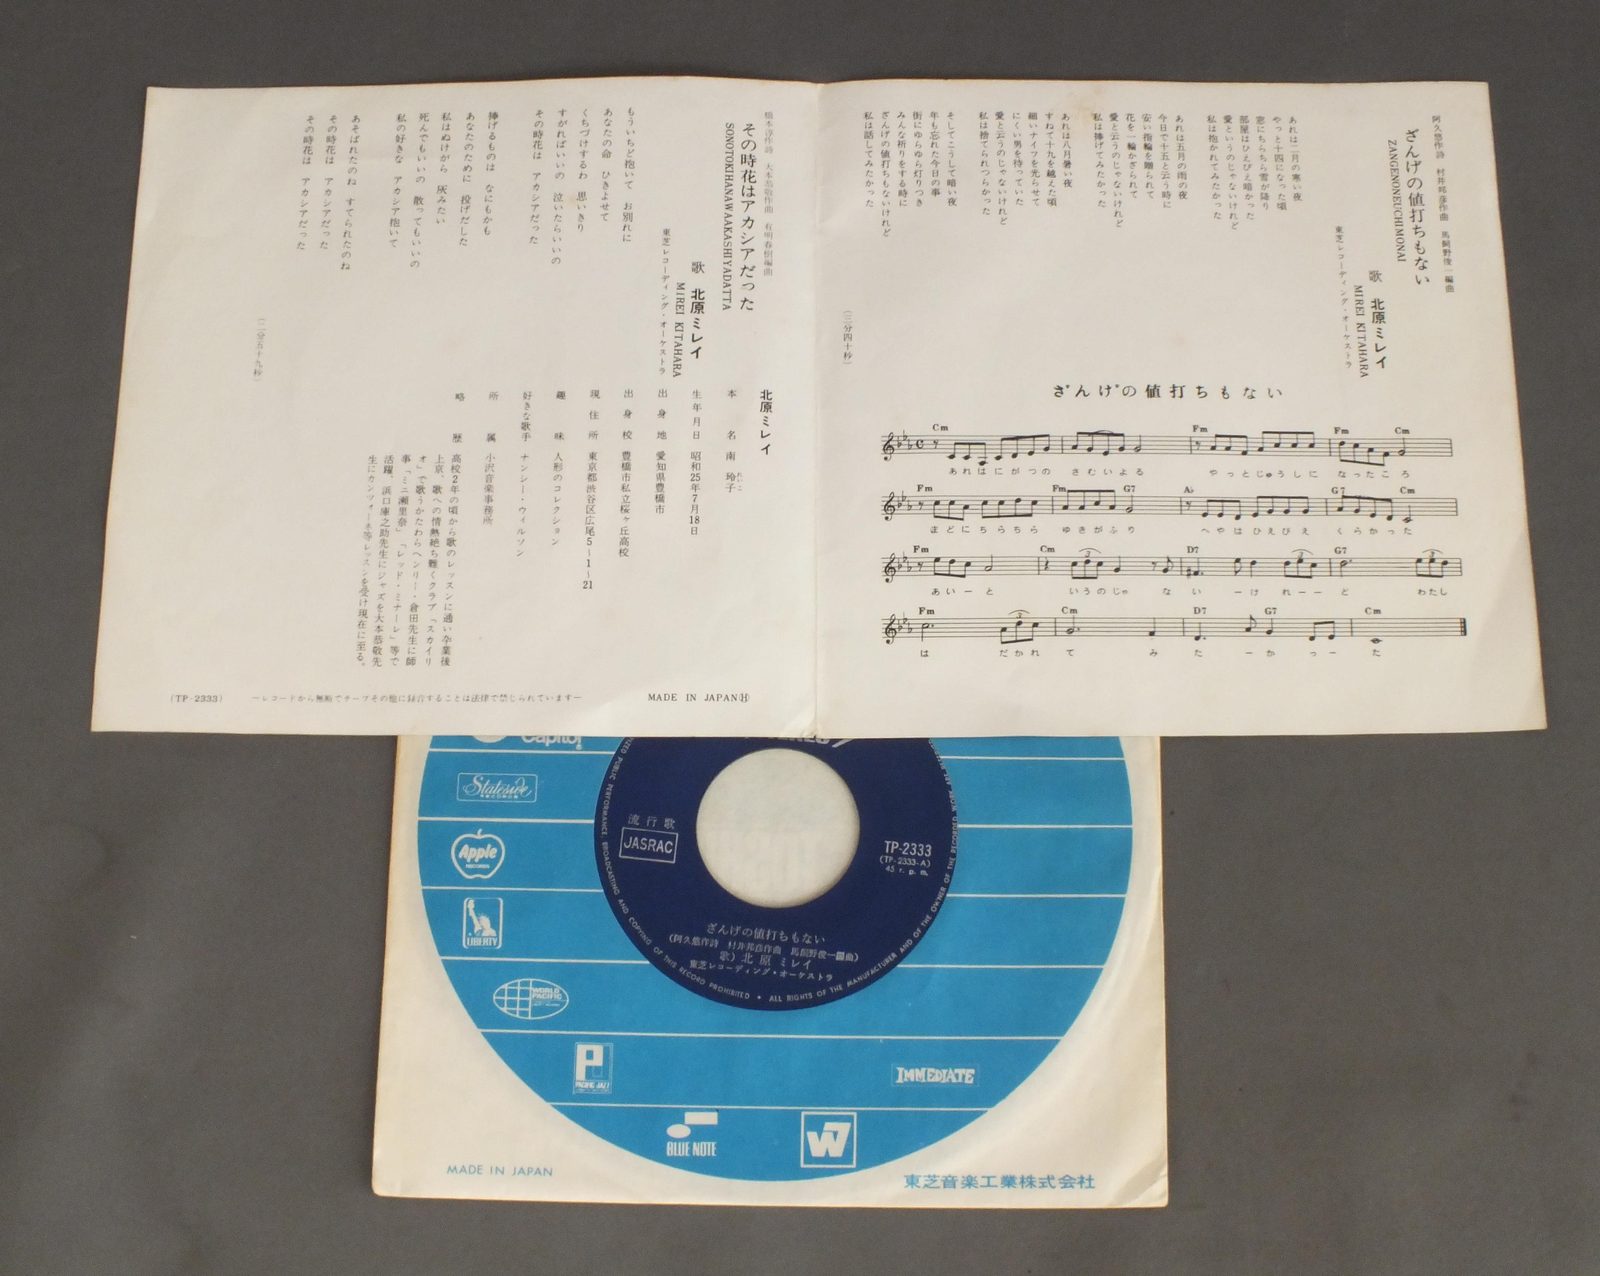 阿久悠作詩 村井邦彦作曲 馬飼野俊一編曲
ざんげの値打ちもない
ZANGENONEUCHIMONAI
歌 北原ミレイ
MIREI KITAHARA
東芝レコーディング・オーケストラ
あれは二月の寒い夜
やっと十四になった頃
窓にちらちら雪が降り
部屋はひえびえ暗かった
愛というのじゃないけれど
私は抱かれてみたかった
あれは五月の雨の夜
今日で十五と云う時に
安い指輪を贈られて
花を一輪かざられて
愛と云うのじゃないけれど
私は捧げてみたかった
あれは八月暑い夜
すねて十九を越えた頃
細いナイフを光らせて
にくい男を待っていた
愛と云うのじゃないけれど
私は捨てられつらかった
そしてこうして暗い夜
年も忘れた今日の事
街にゆらゆら灯りつき
みんな祈りをする時に
ざんげの値打ちもないけれど
私は話してみたかった
(三分四十秒)
ざんげの値打ちもない
Cm Fm Fm Cm
あれはにがつの さむいよる やっとじゅうしに なったころ
Fm Fm G7 A♭ G7 Cm
まどにちらちら ゆきがふり へやはひえびえ くらかった
Fm Cm D7 G7
あいーと いうのじゃ ない ーけれーーど わたし
Fm Cm D7 G7 Cm
は だかれ て み た ーかっー た
橋本淳作詩 大本恭敬作曲 有明春樹編曲
その時花はアカシアだった
SONOTOKIHANAWAAKASHIYADATTA
歌 北原ミレイ
MIREI KITAHARA
東芝レコーディング・オーケストラ
もういちど抱いて お別れに
あなたの命 ひきよせて
くちづけするわ 思いきり
すがればいいの 泣いたらいいの
その時花は アカシアだった
捧げるものは なにもかも
あなたのために 投げだした
私はぬけがら 灰みたい
死んでもいいの 散ってもいいの
私の好きな アカシア抱いて
あそばれたのね すてられたのね
その時花は アカシアだった
その時花は アカシアだった
(二分五十九秒)
北原ミレイ
本名 南玲子
れいこ
生年月日 昭和25年7月18日
出身地 愛知県豊橋市
出身校 豊橋市私立桜ヶ丘高校
現住所 東京都渋谷区広尾5―1―21
趣味 人形のコレクション
好きな歌手 ナンシー・ウィルソン
所属 小沢音楽事務所
略歴 高校2年の頃から歌のレッスンに通い卒業後
上京、歌への情熱絶ち難くクラブ「スカイリ
オ」で歌うかたわらヘンリー・倉田先生に師
事「ミニ瀬里奈」「レッド・ミナーレ」等で
活躍、浜口庫之助先生にジャズを大本恭敬先
生にカンツォーネ等レッスンを受け現在に至る。
(TP-2333) ―レコードから無断でテープその他に録音することは法律で禁じられています― MADE IN JAPAN Ⓗ
Capitol
Stateside
RECORDS
Apple
RECORDS
LIBERTY
WORLD PACIFIC
PACIFIC JAZZ
BLUE NOTE
IMMEDIATE
MADE IN JAPAN
東芝音楽工業株式会社
流行歌
JASRAC
TP-2333
(TP-2333-A)
45 r.p.m.
ざんげの値打ちもない
(阿久悠作詩 村井邦彦作曲 馬飼野俊一編曲)
歌) 北原ミレイ
東芝レコーディング・オーケストラ
PUBLIC PERFORMANCE, BROADCASTING AND COPYING OF THIS RECORD PROHIBITED • ALL RIGHTS OF THE MANUFACTURER AND OF THE OWNER OF THE RECORDED